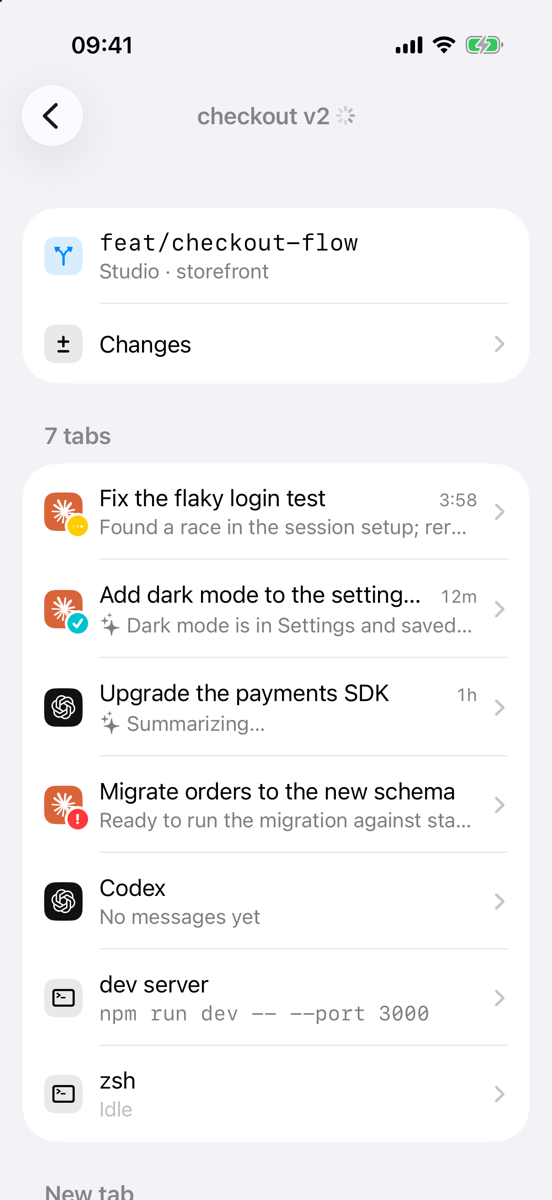 09:41
checkout v2
feat/checkout-flow
Studio · storefront
Changes
7 tabs
Fix the flaky login test 3:58
Found a race in the session setup; rer...
Add dark mode to the setting... 12m
Dark mode is in Settings and saved...
Upgrade the payments SDK 1h
Summarizing...
Migrate orders to the new schema
Ready to run the migration against sta...
Codex
No messages yet
dev server
npm run dev -- --port 3000
zsh
Idle
New tab